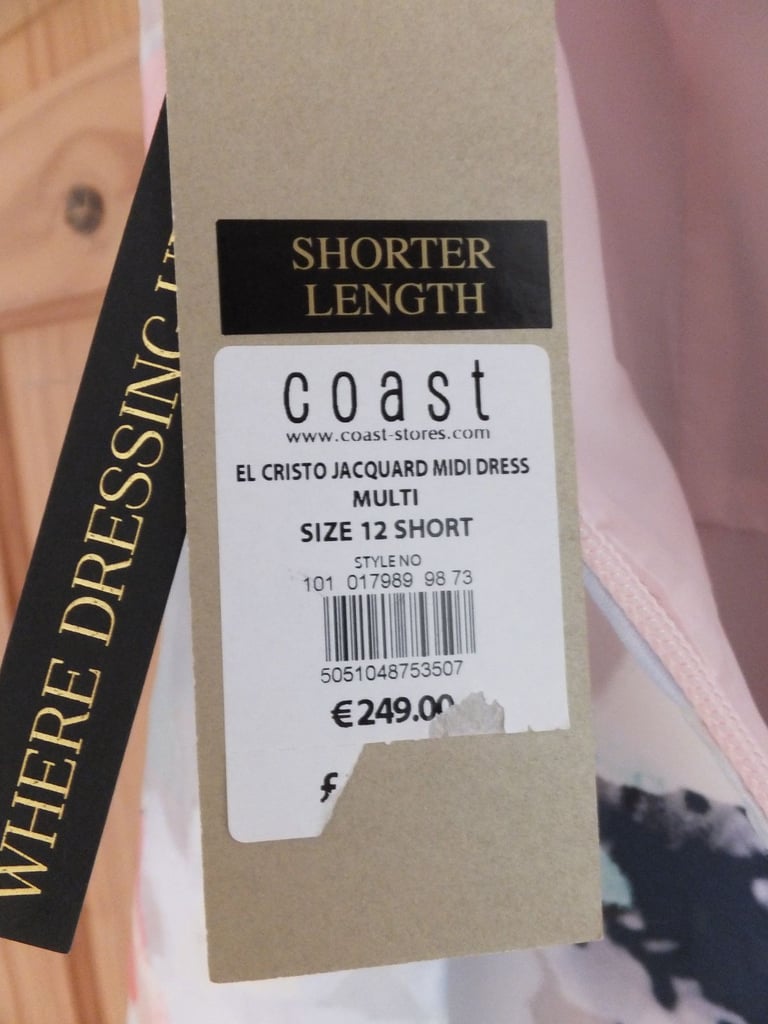 SHORTER
LENGTH
coast
www.coast-stores.com
EL CRISTO JACQUARD MIDI DRESS
MULTI
SIZE 12 SHORT
STYLE NO
101 017989 98 73
5051048753507
€249.00
£
WHERE DRESSING